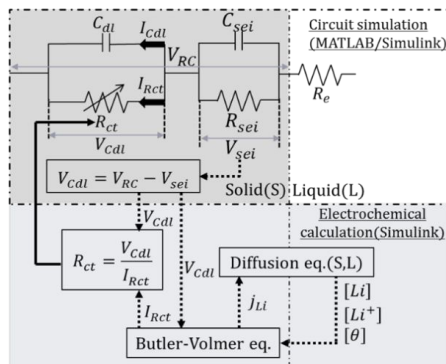 C_dl I_Cdl
C_sei
Circuit simulation
(MATLAB/Simulink)
V_RC
I_Rct
R_e
R_ct
R_sei
V_Cdl
V_sei
V_Cdl = V_RC − V_sei
Solid(S) Liquid(L)
Electrochemical
calculation(Simulink)
V_Cdl
R_ct = V_Cdl / I_Rct
V_Cdl
Diffusion eq.(S,L)
I_Rct
j_Li
[Li]
[Li⁺]
[θ]
Butler-Volmer eq.